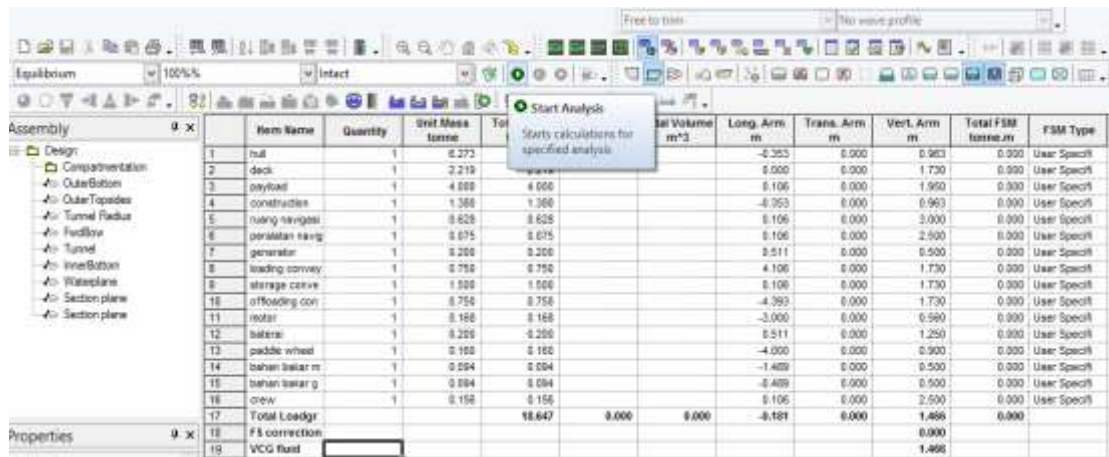 Free to trim No wave profile
Equilibrium 100%% Intact
Start Analysis
Starts calculations for
specified analysis
Assembly
Design
Compartmentation
OuterBottom
OuterTopsides
Tunnel Radius
FwdBow
Tunnel
InnerBottom
Waterplane
Section plane
Section plane
Properties
Item Name Quantity Unit Mass tonne Long. Arm m Trans. Arm m Vert. Arm m Total FSM tonne.m FSM Type
1 hull 1 6.273 -0.353 0.000 0.963 0.000 User Specifi
2 deck 1 2.219 0.000 0.000 1.730 0.000 User Specifi
3 payload 1 4.000 4.000 0.106 0.000 1.950 0.000 User Specifi
4 construction 1 1.380 1.380 -0.353 0.000 0.963 0.000 User Specifi
5 ruang navigasi 1 0.628 0.628 0.106 0.000 3.000 0.000 User Specifi
6 peralatan navig 1 0.075 0.075 0.106 0.000 2.500 0.000 User Specifi
7 generator 1 0.200 0.200 0.511 0.000 0.500 0.000 User Specifi
8 loading convey 1 0.750 0.750 4.106 0.000 1.730 0.000 User Specifi
9 storage conve 1 1.500 1.500 0.106 0.000 1.730 0.000 User Specifi
10 offloading con 1 0.750 0.750 -4.393 0.000 1.730 0.000 User Specifi
11 motor 1 0.168 0.168 -3.000 0.000 0.560 0.000 User Specifi
12 baterai 1 0.200 0.200 0.511 0.000 1.250 0.000 User Specifi
13 paddle wheel 1 0.160 0.160 -4.000 0.000 0.900 0.000 User Specifi
14 bahan bakar m 1 0.094 0.094 -1.489 0.000 0.500 0.000 User Specifi
15 bahan bakar g 1 0.094 0.094 0.000 0.500 0.000 User Specifi
16 crew 1 0.156 0.156 0.106 0.000 2.500 0.000 User Specifi
17 Total Loadgr 18.647 0.000 0.000 -0.181 0.000 1.466 0.000
18 FS correction 0.000
19 VCG fluid 1.466